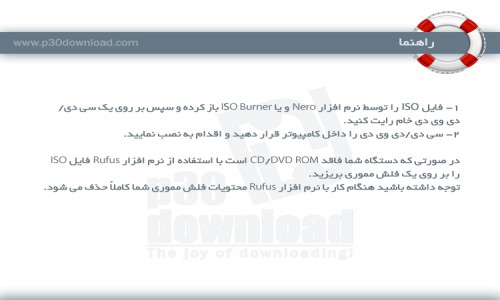 راهنما
www.p30download.com
۱- فایل ISO را توسط نرم افزار Nero و یا ISO Burner باز کرده و سپس بر روی یک سی دی/
دی وی دی خام رایت کنید.
۲- سی دی/دی وی دی را داخل کامپیوتر قرار دهید و اقدام به نصب نمایید.
در صورتی که دستگاه شما فاقد CD/DVD ROM است با استفاده از نرم افزار Rufus فایل ISO
را بر روی یک فلش مموری بریزید.
توجه داشته باشید هنگام کار با نرم افزار Rufus محتویات فلش مموری شما کاملاً حذف می شود.
p30
download
The joy of downloading!